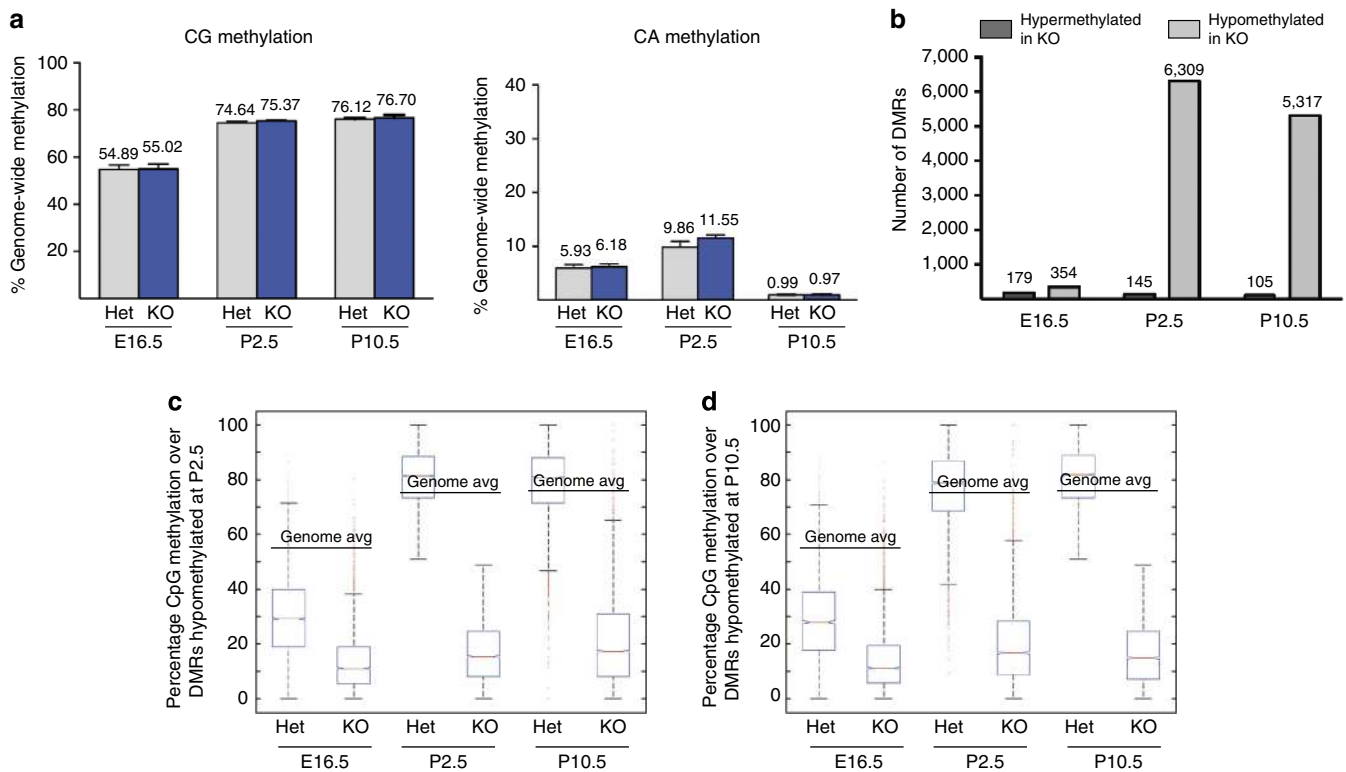 a
CG methylation
% Genome-wide methylation
100
80
60
40
20
54.89
55.02
74.64
75.37
76.12
76.70
Het KO
Het KO
Het KO
E16.5
P2.5
P10.5
CA methylation
% Genome-wide methylation
40
30
20
10
5.93
6.18
9.86
11.55
0.99
0.97
Het KO
Het KO
Het KO
E16.5
P2.5
P10.5
b
Hypermethylated
in KO
Hypomethylated
in KO
Number of DMRs
7,000
6,000
5,000
4,000
3,000
2,000
1,000
179
354
145
6,309
105
5,317
E16.5
P2.5
P10.5
c
Percentage CpG methylation over
DMRs hypomethylated at P2.5
100
80
60
40
20
0
Genome avg
Genome avg
Genome avg
Het KO
Het KO
Het KO
E16.5
P2.5
P10.5
d
Percentage CpG methylation over
DMRs hypomethylated at P10.5
100
80
60
40
20
0
Genome avg
Genome avg
Genome avg
Het KO
Het KO
Het KO
E16.5
P2.5
P10.5